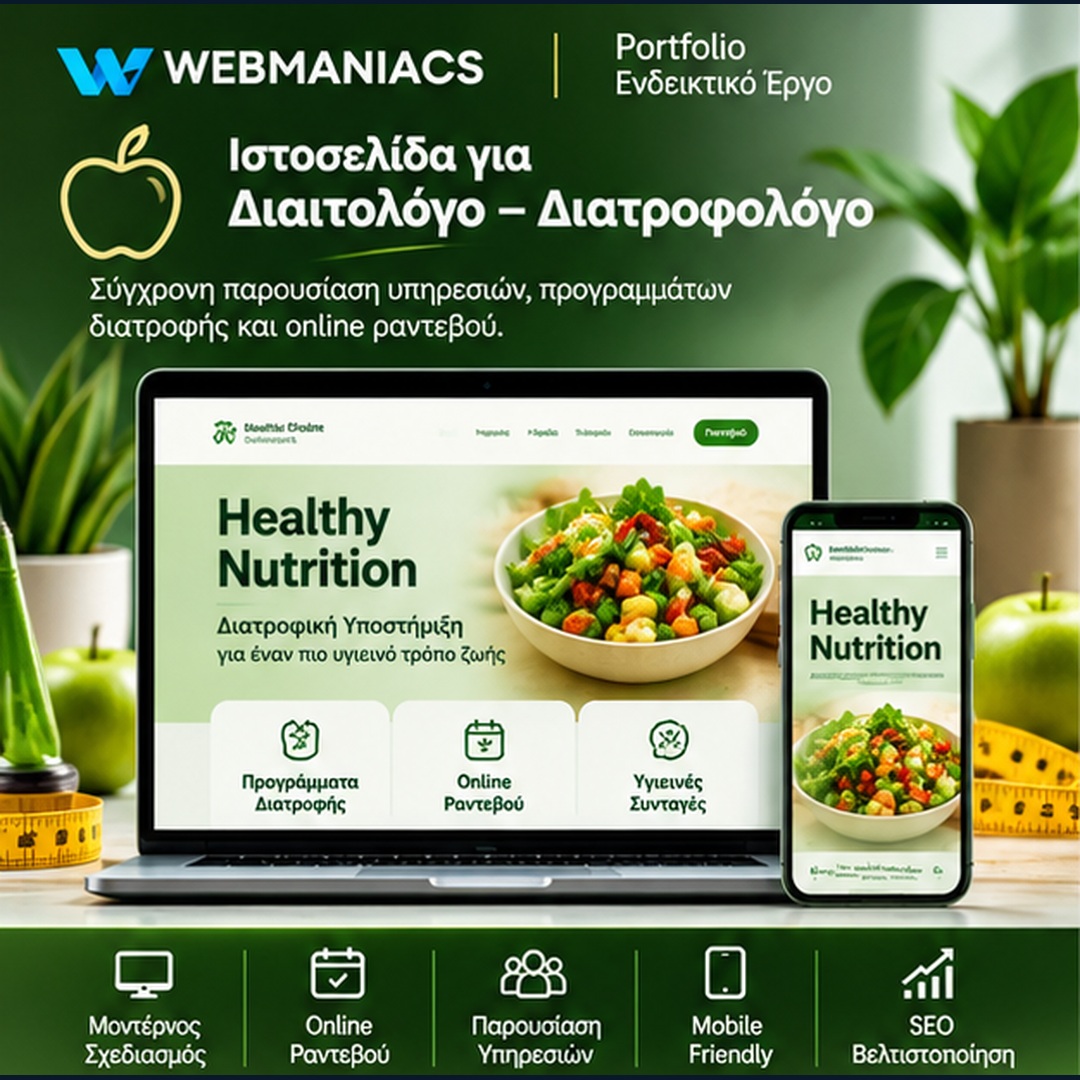 WEBMANIACS
Portfolio
Ενδεικτικό Έργο
Ιστοσελίδα για
Διαιτολόγο – Διατροφολόγο
Σύγχρονη παρουσίαση υπηρεσιών, προγραμμάτων
διατροφής και online ραντεβού.
Healthy
Nutrition
Διατροφική Υποστήριξη
για έναν πιο υγιεινό τρόπο ζωής
Προγράμματα
Διατροφής
Online
Ραντεβού
Υγιεινές
Συνταγές
Healthy
Nutrition
Μοντέρνος
Σχεδιασμός
Online
Ραντεβού
Παρουσίαση
Υπηρεσιών
Mobile
Friendly
SEO
Βελτιστοποίηση